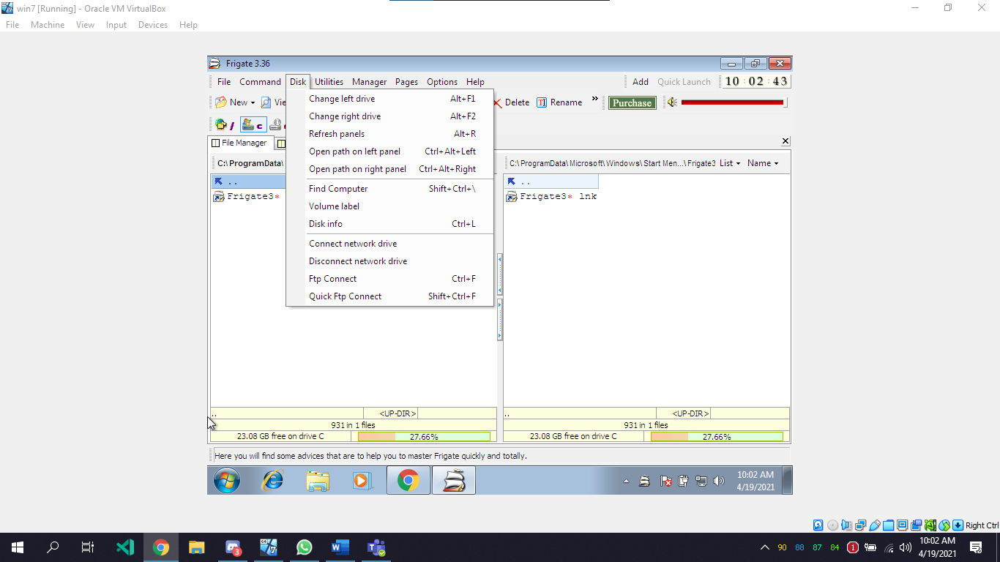 win7 [Running] - Oracle VM VirtualBox
File Machine View Input Devices Help
Frigate 3.36
File Command Disk Utilities Manager Pages Options Help Add Quick Launch 10:02:43
New Delete Rename » Purchase
c
File Manager
C:\ProgramData\ C:\ProgramData\Microsoft\Windows\Start Men...\Frigate3 List Name
.. ..
Frigate3* Frigate3* lnk
Change left drive Alt+F1
Change right drive Alt+F2
Refresh panels Alt+R
Open path on left panel Ctrl+Alt+Left
Open path on right panel Ctrl+Alt+Right
Find Computer Shift+Ctrl+\
Volume label
Disk info Ctrl+L
Connect network drive
Disconnect network drive
Ftp Connect Ctrl+F
Quick Ftp Connect Shift+Ctrl+F
.. <UP-DIR> .. <UP-DIR>
931 in 1 files 931 in 1 files
23.08 GB free on drive C 27.66% 23.08 GB free on drive C 27.66%
Here you will find some advices that are to help you to master Frigate quickly and totally.
10:02 AM
4/19/2021
Right Ctrl
90 88 87 84 1 10:02 AM
4/19/2021